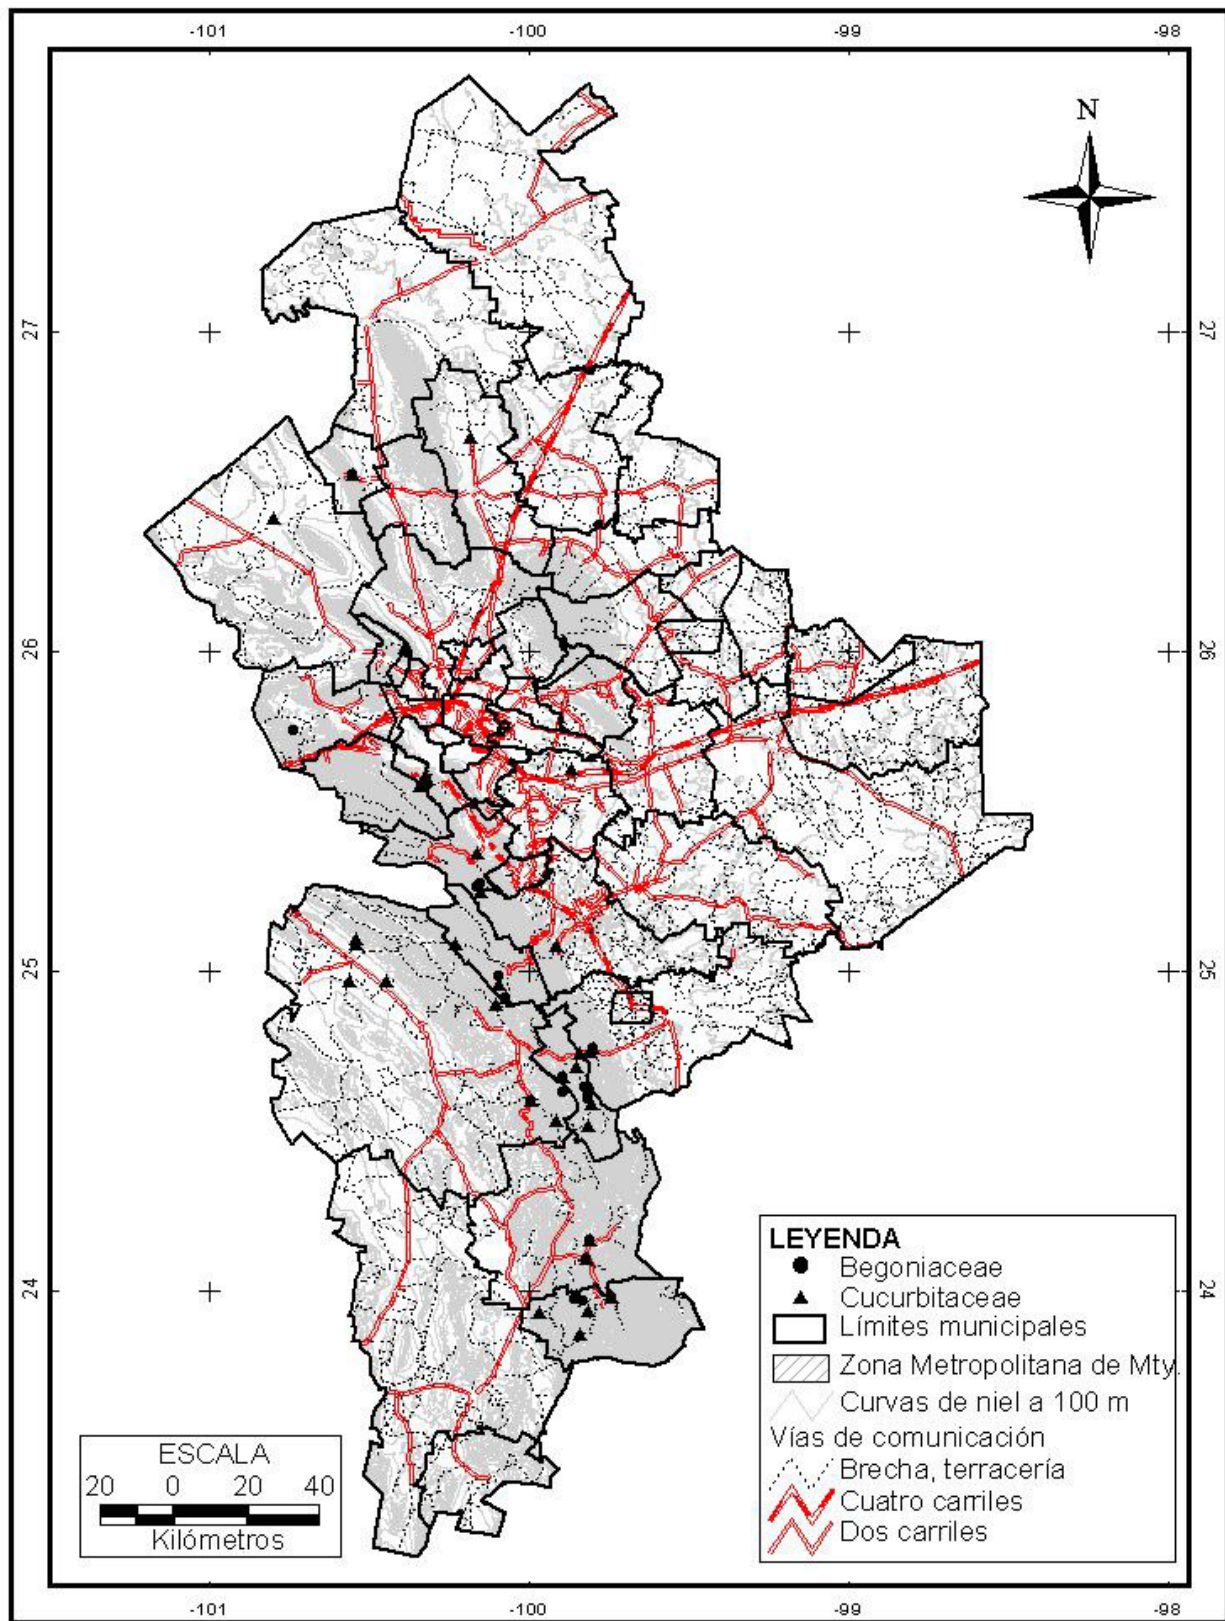 -101 -100 -99 -98
N
27 27
26 26
25 25
24 24
LEYENDA
Begoniaceae
Cucurbitaceae
Límites municipales
Zona Metropolitana de Mty.
Curvas de niel a 100 m
Vías de comunicación
Brecha, terracería
Cuatro carriles
Dos carriles
ESCALA
20 0 20 40
Kilómetros
-101 -100 -99 -98